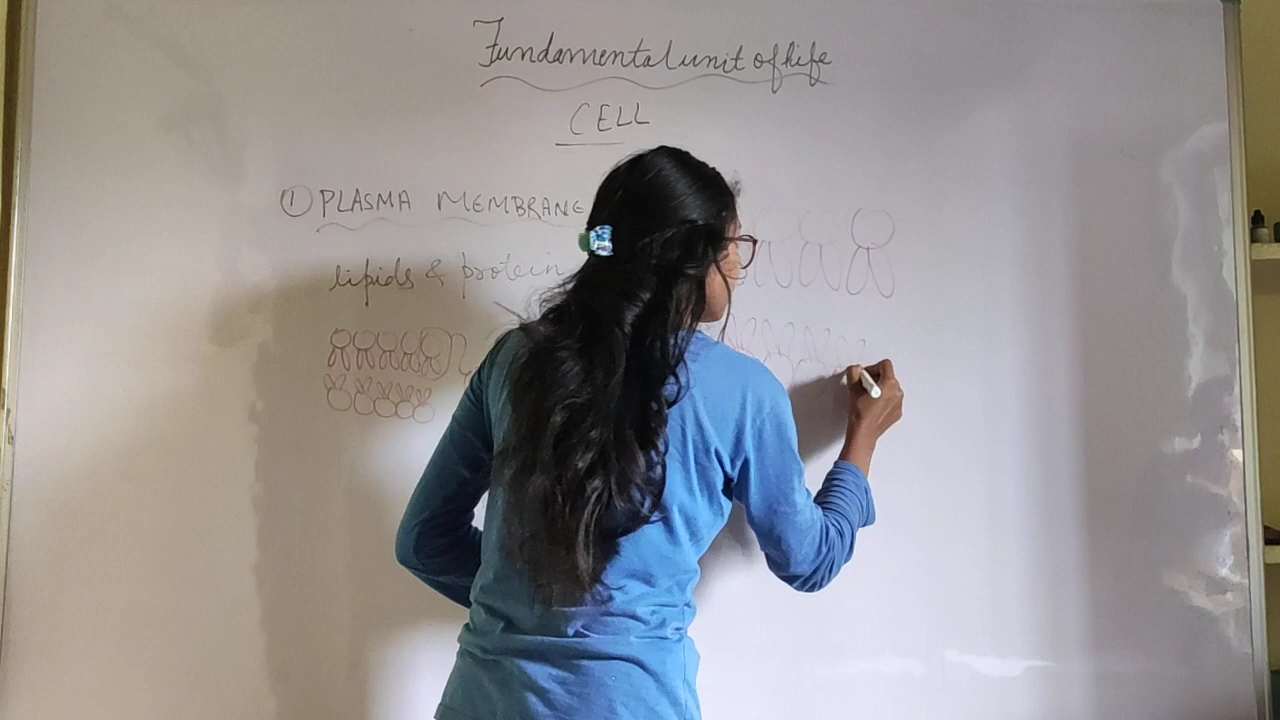 Fundamental unit of life
CELL
① PLASMA MEMBRANE
lipids & protein